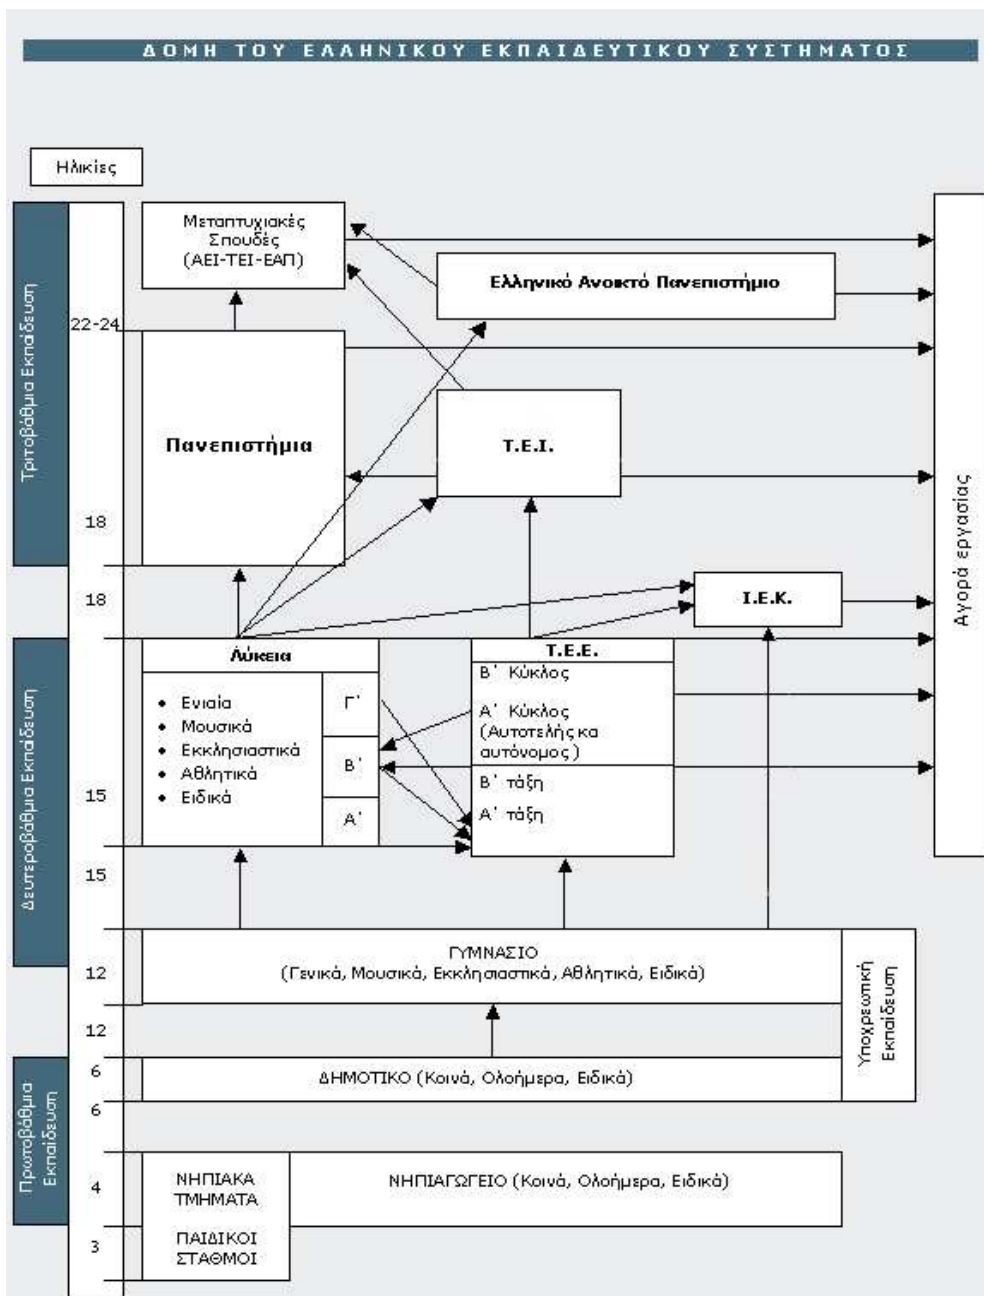 ΔΟΜΗ ΤΟΥ ΕΛΛΗΝΙΚΟΥ ΕΚΠΑΙΔΕΥΤΙΚΟΥ ΣΥΣΤΗΜΑΤΟΣ
Ηλικίες
Τριτοβάθμια Εκπαίδευση
Μεταπτυχιακές
Σπουδές
(ΑΕΙ-ΤΕΙ-ΕΑΠ)
Ελληνικό Ανοικτό Πανεπιστήμιο
22-24
Πανεπιστήμια
Τ.Ε.Ι.
18
Αγορά εργασίας
18
Ι.Ε.Κ.
Δευτεροβάθμια Εκπαίδευση
Λύκεια
• Ενιαία
• Μουσικά
• Εκκλησιαστικά
• Αθλητικά
• Ειδικά
Γ΄
Β΄
Α΄
Τ.Ε.Ε.
Β΄ Κύκλος
Α΄ Κύκλος
(Αυτοτελής κα
αυτόνομος)
Β΄ τάξη
Α΄ τάξη
15
15
ΓΥΜΝΑΣΙΟ
(Γενικά, Μουσικά, Εκκλησιαστικά, Αθλητικά, Ειδικά)
12
Υποχρεωτική
Εκπαίδευση
12
Πρωτοβάθμια
Εκπαίδευση
6
ΔΗΜΟΤΙΚΟ (Κοινά, Ολοήμερα, Ειδικά)
6
4
ΝΗΠΙΑΚΑ
ΤΜΗΜΑΤΑ
ΝΗΠΙΑΓΩΓΕΙΟ (Κοινά, Ολοήμερα, Ειδικά)
3
ΠΑΙΔΙΚΟΙ
ΣΤΑΘΜΟΙ